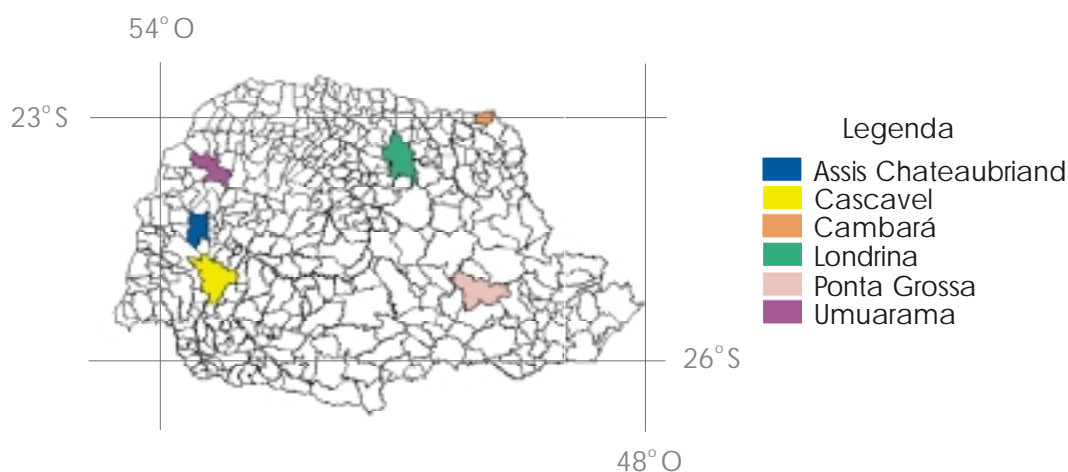 54° O
23° S
Legenda
Assis Chateaubriand
Cascavel
Cambará
Londrina
Ponta Grossa
Umuarama
26° S
48° O